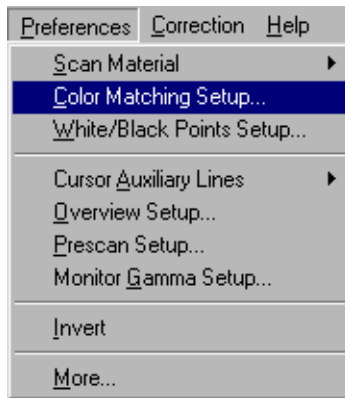 Preferences Correction Help
Scan Material
Color Matching Setup...
White/Black Points Setup...
Cursor Auxiliary Lines
Overview Setup...
Prescan Setup...
Monitor Gamma Setup...
Invert
More...